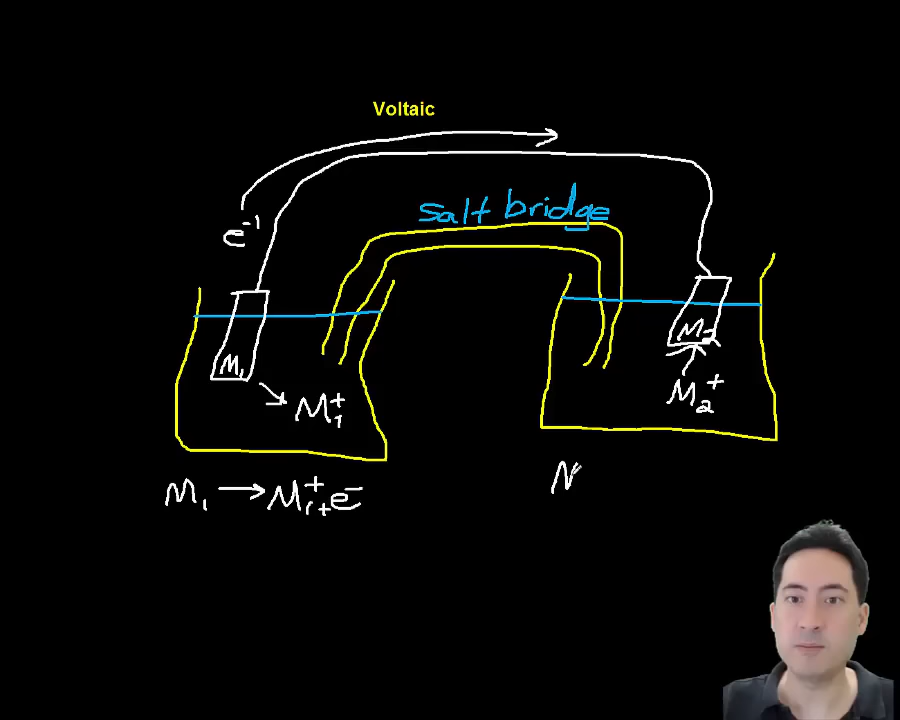 Voltaic
salt bridge
e⁻¹
M₁
M₂
M₁⁺
M₂⁺
M₁ → M₁⁺ + e⁻